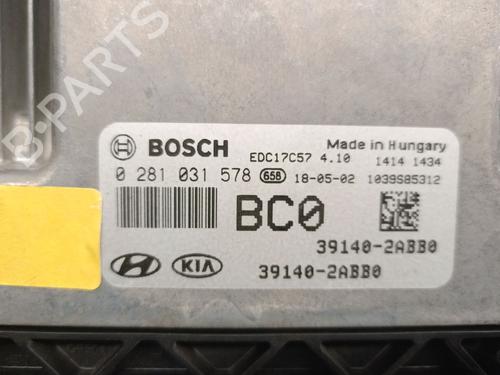 B-PARTS
BOSCH EDC17C57 4.10 Made in Hungary
1414 1434
0 281 031 578 658 18-05-02 1039S85312
BC0
39140-2ABB0
KIA 39140-2ABB0